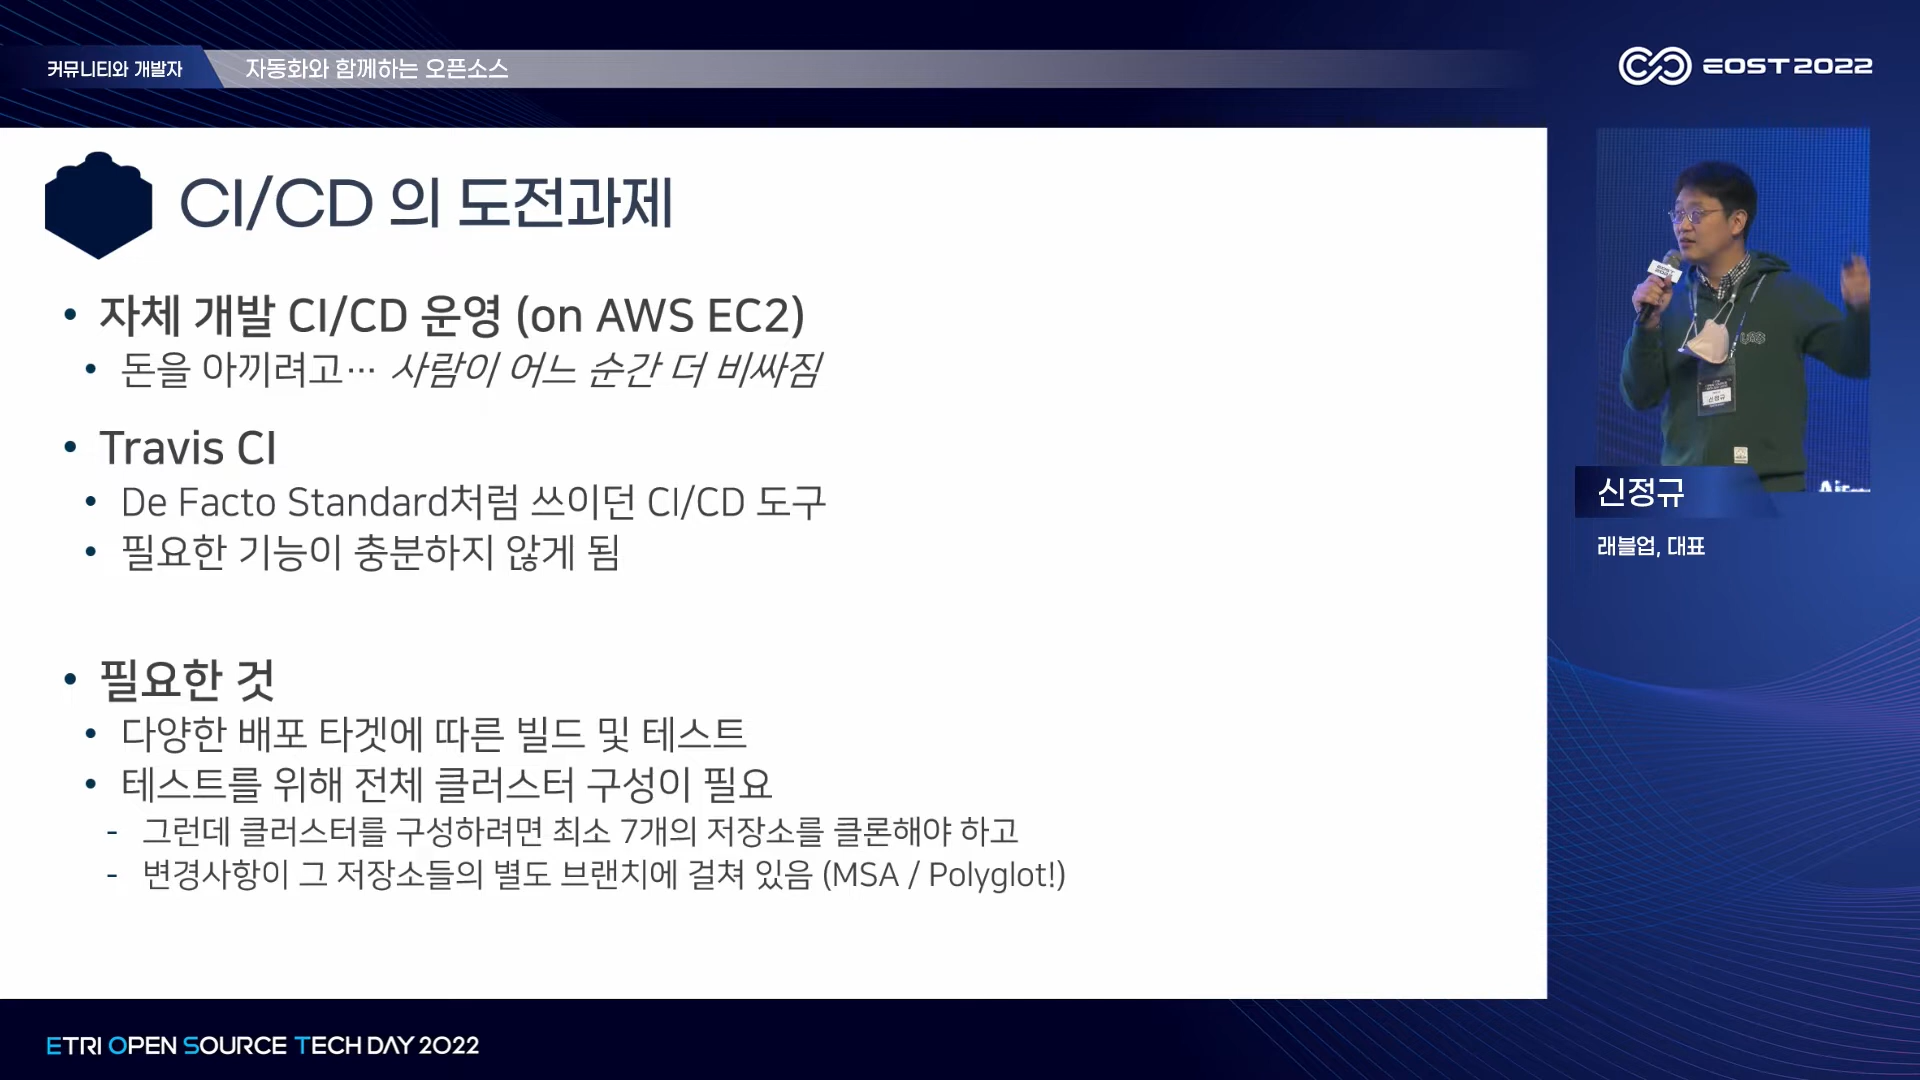 커뮤니티와 개발자
자동화와 함께하는 오픈소스
EOST 2022
CI/CD 의 도전과제
• 자체 개발 CI/CD 운영 (on AWS EC2)
• 돈을 아끼려고… 사람이 어느 순간 더 비싸짐
• Travis CI
• De Facto Standard처럼 쓰이던 CI/CD 도구
• 필요한 기능이 충분하지 않게 됨
• 필요한 것
• 다양한 배포 타겟에 따른 빌드 및 테스트
• 테스트를 위해 전체 클러스터 구성이 필요
- 그런데 클러스터를 구성하려면 최소 7개의 저장소를 클론해야 하고
- 변경사항이 그 저장소들의 별도 브랜치에 걸쳐 있음 (MSA / Polyglot!)
EOST 2022
신정규
신정규
래블업, 대표
ETRI OPEN SOURCE TECH DAY 2022